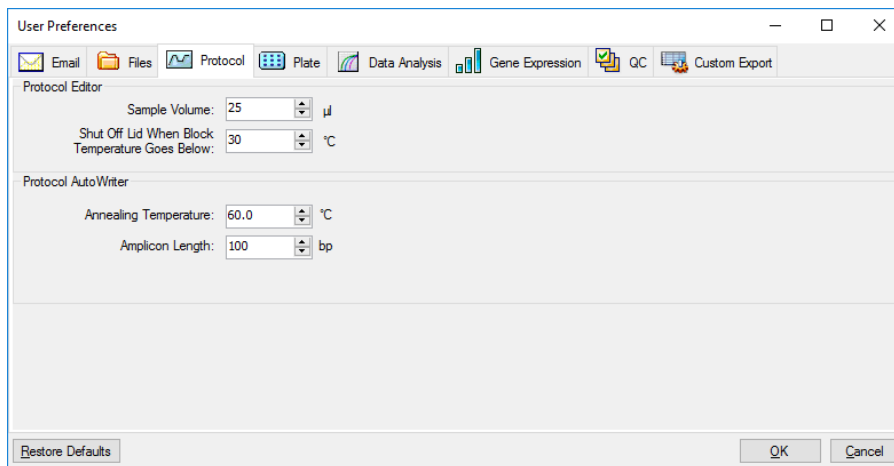 User Preferences
Email Files Protocol Plate Data Analysis Gene Expression QC Custom Export
Protocol Editor
Sample Volume: 25 µl
Shut Off Lid When Block
Temperature Goes Below: 30 °C
Protocol AutoWriter
Annealing Temperature: 60.0 °C
Amplicon Length: 100 bp
Restore Defaults OK Cancel